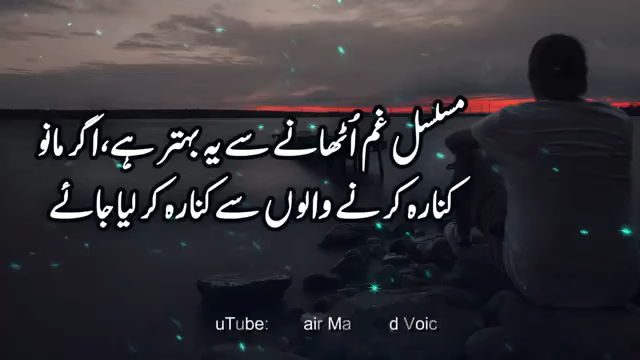 مسلسل غم اُٹھانے سے یہ بہتر ہے، اگر مانو
کنارہ کرنے والوں سے کنارہ کر لیا جائے
uTube: air Ma d Voic